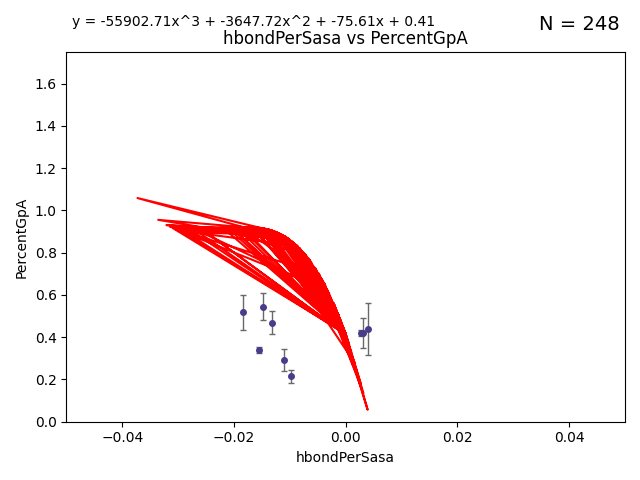 y = -55902.71x^3 + -3647.72x^2 + -75.61x + 0.41
N = 248
hbondPerSasa vs PercentGpA
PercentGpA
1.6
1.4
1.2
1.0
0.8
0.6
0.4
0.2
0.0
−0.04
−0.02
0.00
0.02
0.04
hbondPerSasa